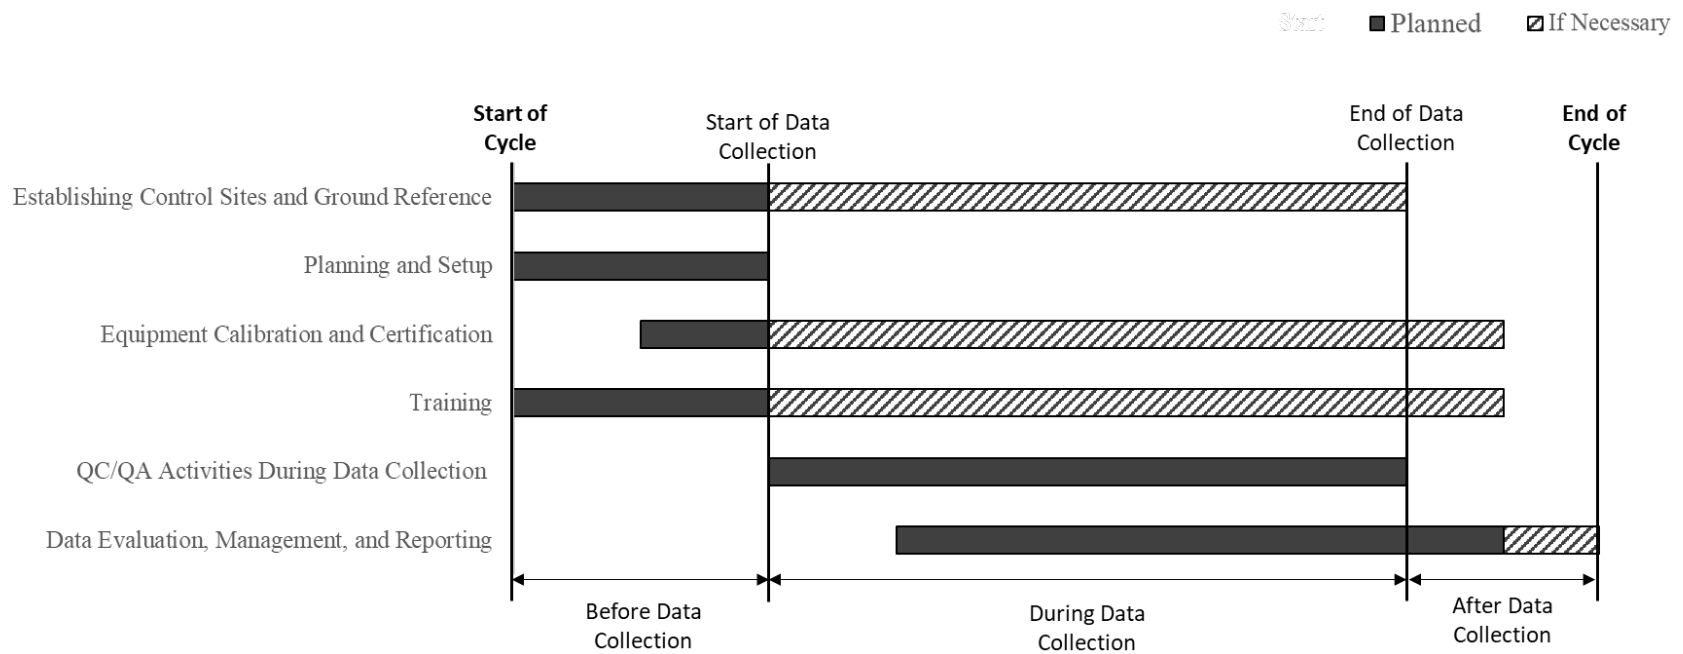 Start
Planned
If Necessary
Start of
Cycle
Start of Data
Collection
End of Data
Collection
End of
Cycle
Establishing Control Sites and Ground Reference
Planning and Setup
Equipment Calibration and Certification
Training
QC/QA Activities During Data Collection
Data Evaluation, Management, and Reporting
Before Data
Collection
During Data
Collection
After Data
Collection